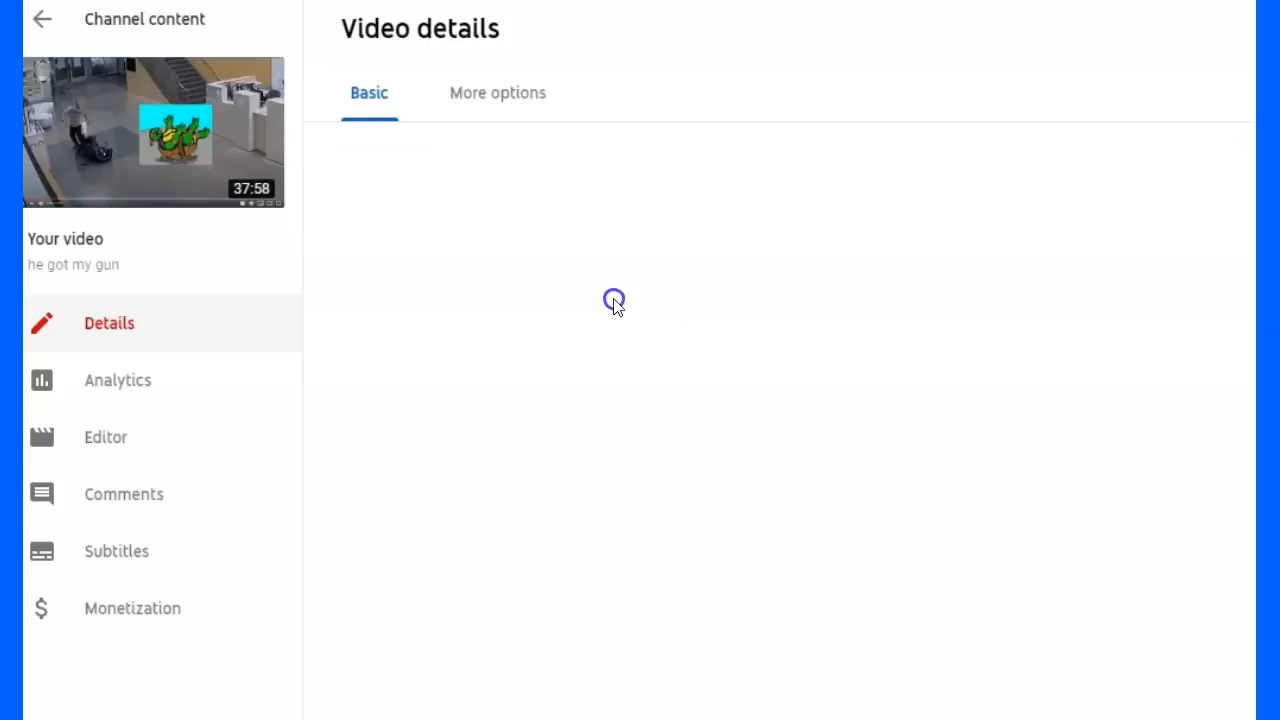 Channel content
Video details
Basic
More options
37:58
Your video
he got my gun
Details
Analytics
Editor
Comments
Subtitles
Monetization